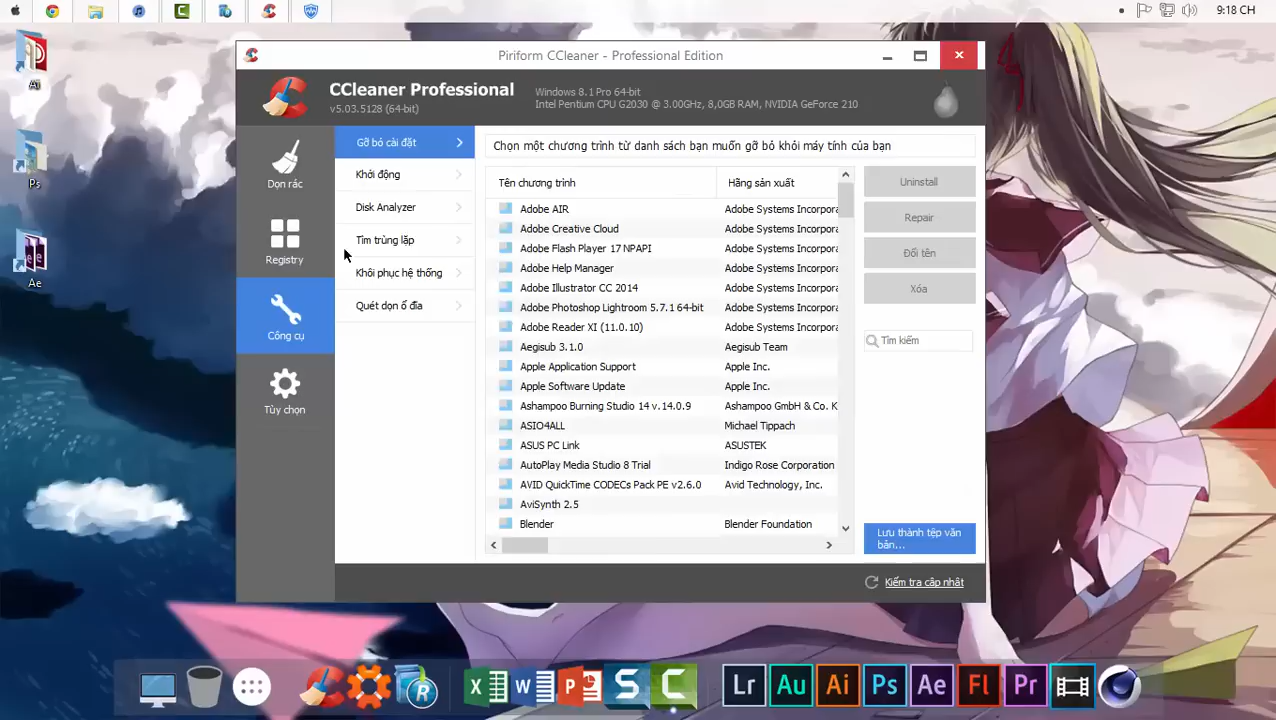 9:18 CH
Ai
Ps
Ae
Piriform CCleaner - Professional Edition
CCleaner Professional
v5.03.5128 (64-bit)
Windows 8.1 Pro 64-bit
Intel Pentium CPU G2030 @ 3.00GHz, 8,0GB RAM, NVIDIA GeForce 210
Dọn rác
Registry
Công cụ
Tùy chọn
Gỡ bỏ cài đặt
Khởi động
Disk Analyzer
Tìm trùng lặp
Khôi phục hệ thống
Quét dọn ổ đĩa
Chọn một chương trình từ danh sách bạn muốn gỡ bỏ khỏi máy tính của bạn
Tên chương trình Hãng sản xuất
Adobe AIR Adobe Systems Incorpora
Adobe Creative Cloud Adobe Systems Incorpora
Adobe Flash Player 17 NPAPI Adobe Systems Incorpora
Adobe Help Manager Adobe Systems Incorpora
Adobe Illustrator CC 2014 Adobe Systems Incorpora
Adobe Photoshop Lightroom 5.7.1 64-bit Adobe Systems Incorpora
Adobe Reader XI (11.0.10) Adobe Systems Incorpora
Aegisub 3.1.0 Aegisub Team
Apple Application Support Apple Inc.
Apple Software Update Apple Inc.
Ashampoo Burning Studio 14 v.14.0.9 Ashampoo GmbH & Co. K
ASIO4ALL Michael Tippach
ASUS PC Link ASUSTEK
AutoPlay Media Studio 8 Trial Indigo Rose Corporation
AVID QuickTime CODECs Pack PE v2.6.0 Avid Technology, Inc.
AviSynth 2.5
Blender Blender Foundation
Uninstall
Repair
Đổi tên
Xóa
Tìm kiếm
Lưu thành tệp văn
bản...
Kiểm tra cập nhật
Lr Au Ai Ps Ae Fl Pr